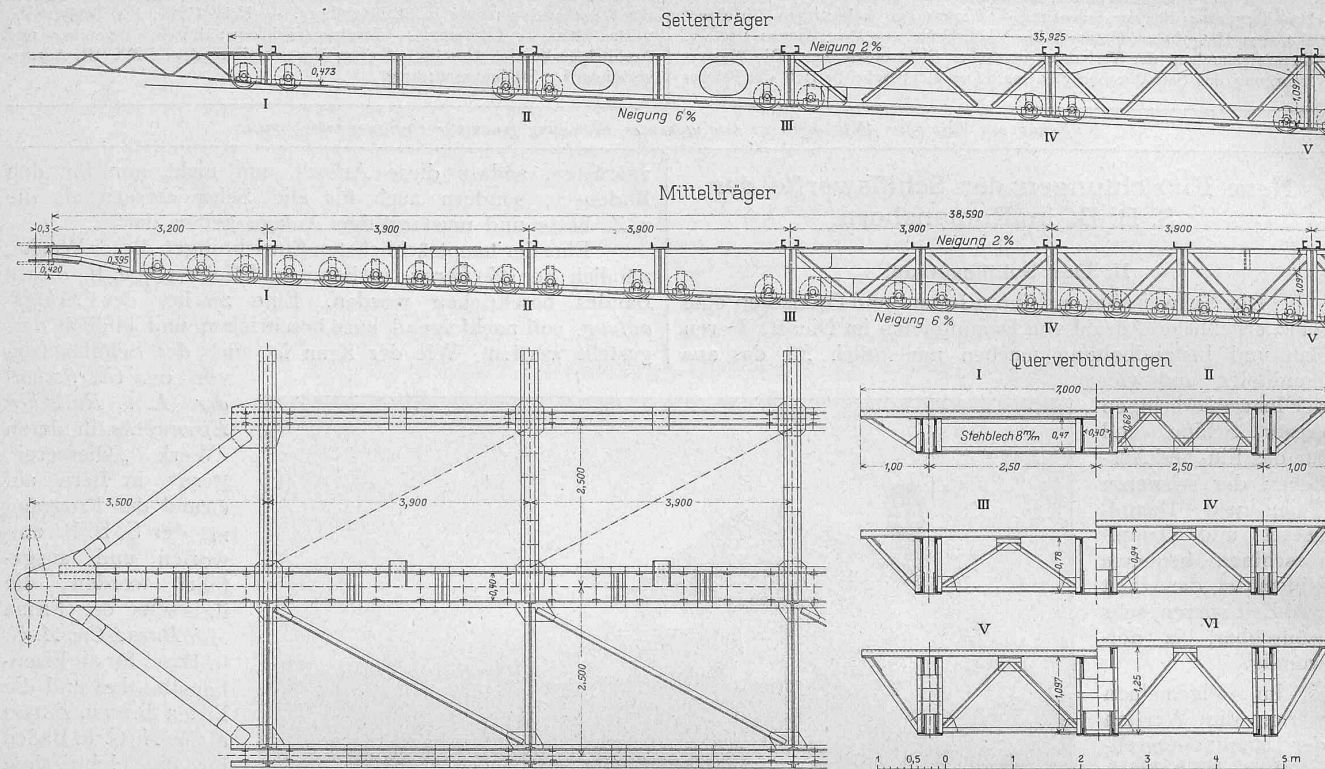 Seitenträger
35,925
Neigung 2%
0,473
1,097
I
II
III
IV
V
Neigung 6%
Mittelträger
38,590
0,3
3,200
3,900
3,900
3,900
3,900
Neigung 2%
0,420
0,395
1,097
I
II
III
IV
V
Neigung 6%
Querverbindungen
I
II
7,000
Stehblech 8 m/m
0,47
0,40
0,62
1,00
2,50
2,50
1,00
III
IV
0,78
0,94
V
VI
1,097
1,25
1 0,5 0 1 2 3 4 5 m
3,500
3,900
3,900
2,500
0,40
2,500